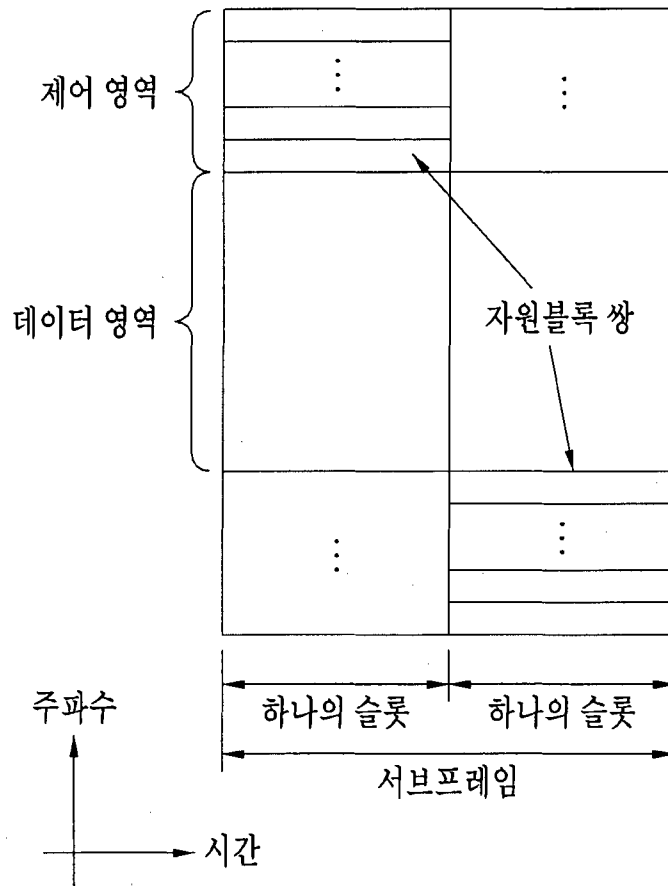 제어 영역
데이터 영역
자원블록 쌍
하나의 슬롯
하나의 슬롯
서브프레임
주파수
시간